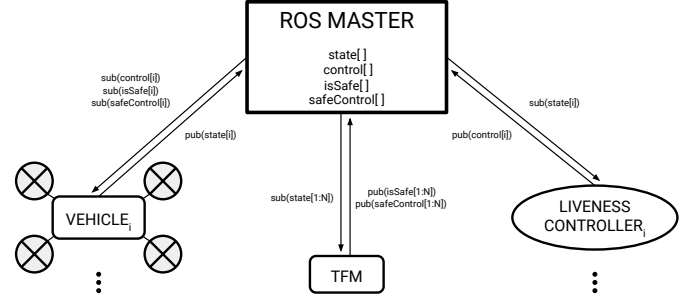 ROS MASTER
state[ ]
control[ ]
isSafe[ ]
safeControl[ ]
sub(control[i])
sub(isSafe[i])
sub(safeControl[i])
pub(state[i])
sub(state[i])
pub(control[i])
sub(state[1:N])
pub(isSafe[1:N])
pub(safeControl[1:N])
VEHICLEi
TFM
LIVENESS
CONTROLLERi